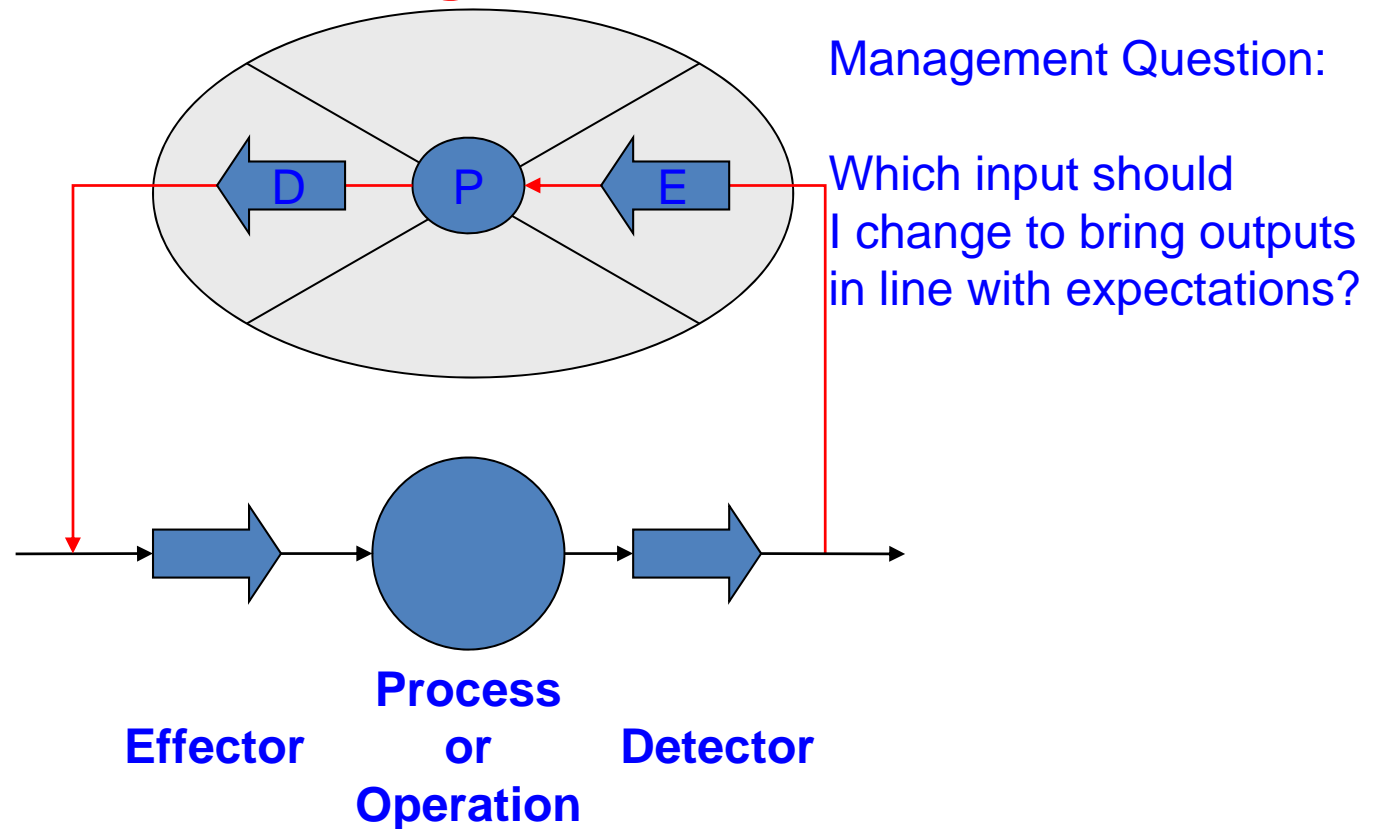 Management Question:
Which input should
I change to bring outputs
in line with expectations?
D
P
E
Process
or
Operation
Effector
Detector